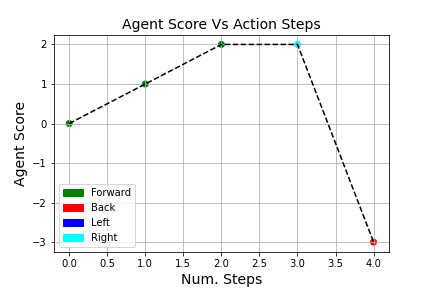 Agent Score Vs Action Steps
2
1
0
−1
−2
−3
Agent Score
Forward
Back
Left
Right
0.0 0.5 1.0 1.5 2.0 2.5 3.0 3.5 4.0
Num. Steps